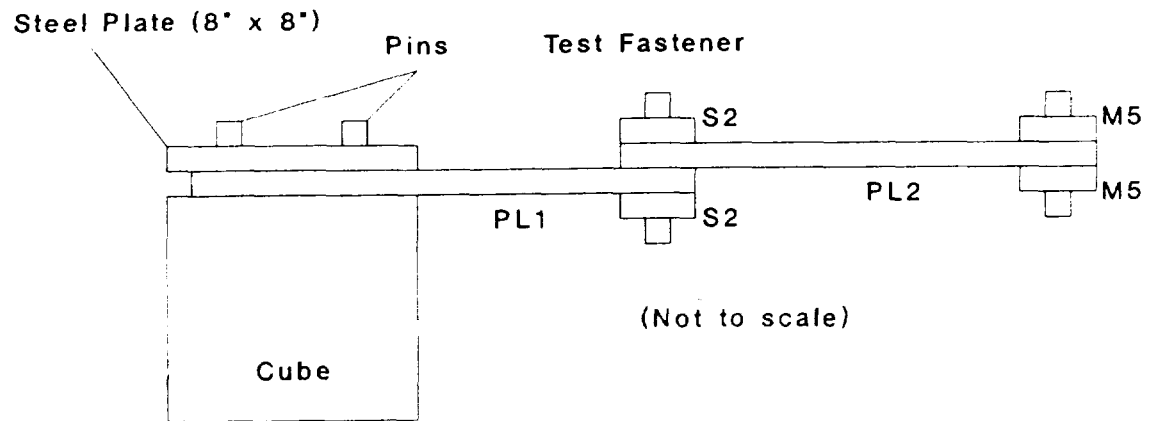 Steel Plate (8" x 8")
Pins
Test Fastener
S2
M5
PL1
S2
PL2
M5
(Not to scale)
Cube